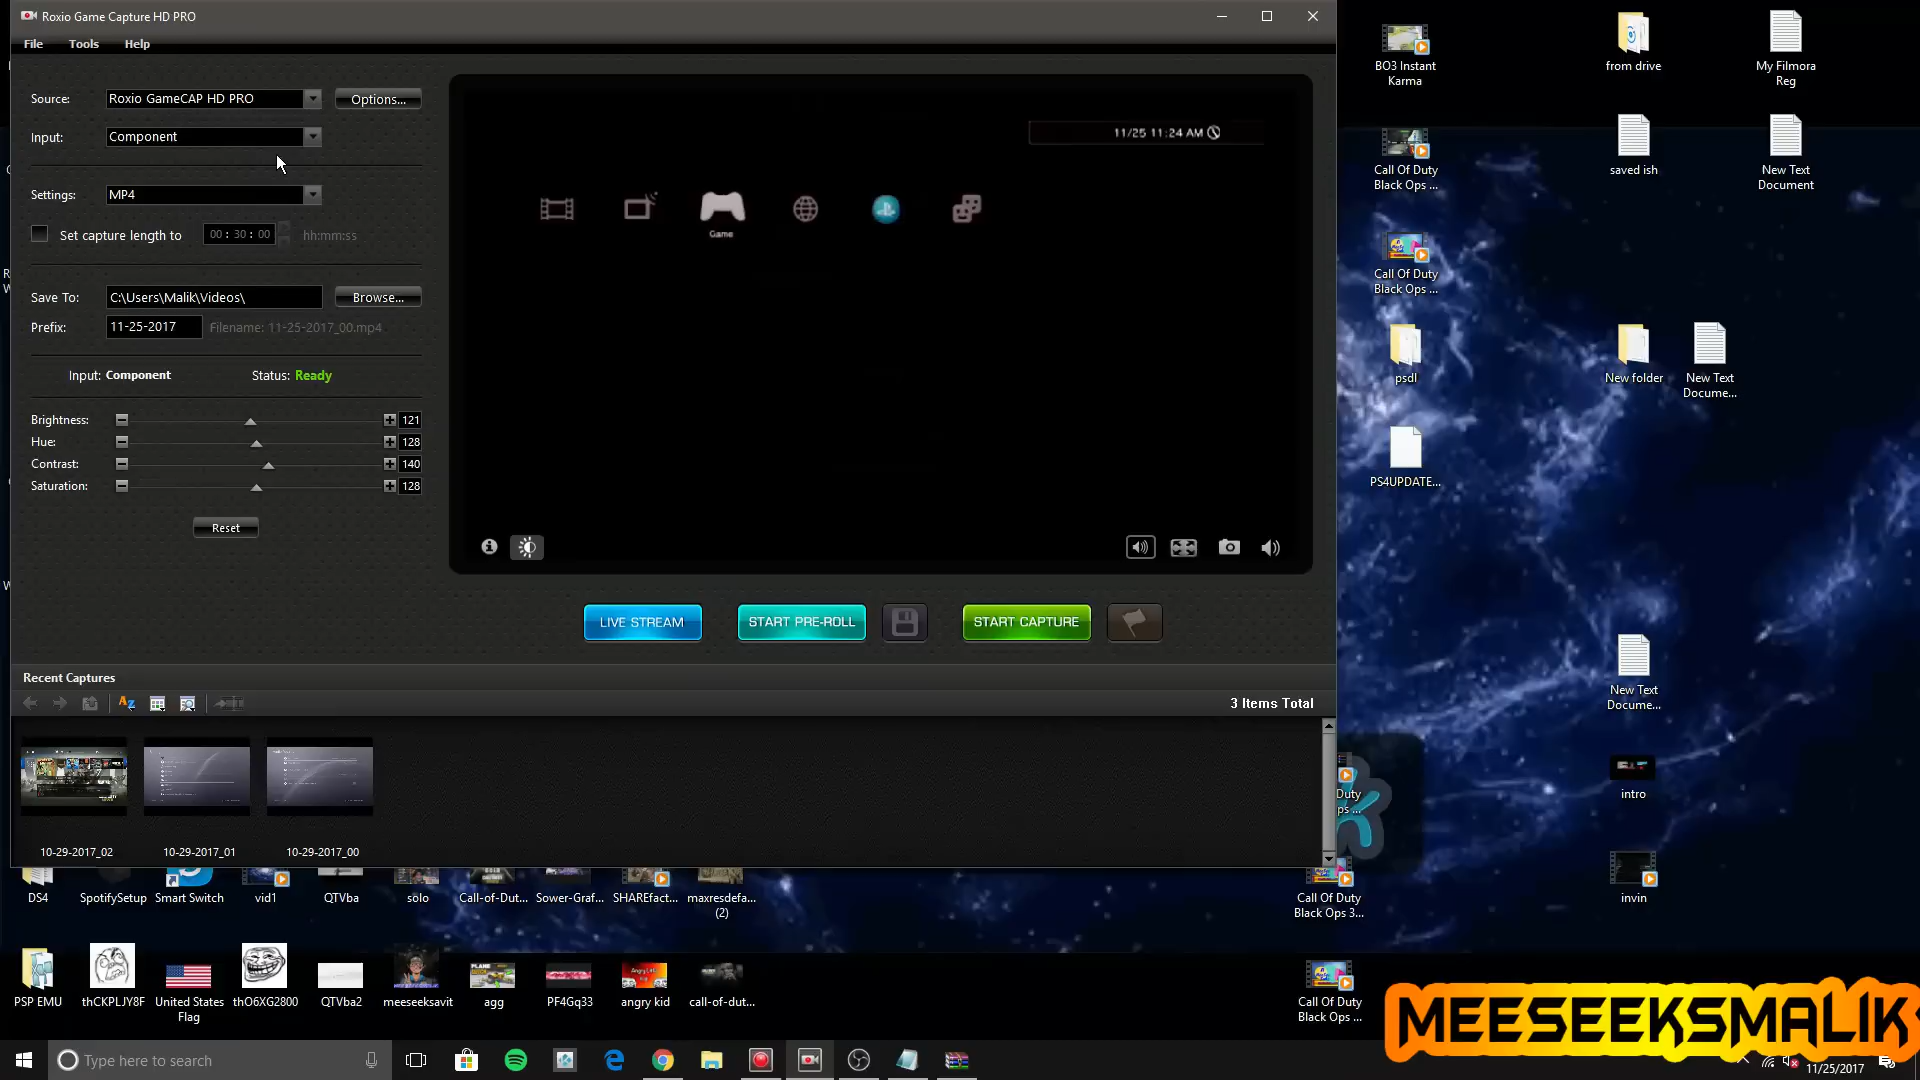 Roxio Game Capture HD PRO
File Tools Help
Source: Roxio GameCAP HD PRO Options...
Input: Component
Settings: MP4
Set capture length to 00 : 30 : 00 hh:mm:ss
Save To: C:\Users\Malik\Videos\ Browse...
Prefix: 11-25-2017 Filename: 11-25-2017_00.mp4
Input: Component Status: Ready
Brightness: 121
Hue: 128
Contrast: 140
Saturation: 128
Reset
11/25 11:24 AM
Game
LIVE STREAM START PRE-ROLL START CAPTURE
Recent Captures
3 Items Total
10-29-2017_02 10-29-2017_01 10-29-2017_00
BO3 Instant
Karma
from drive
My Filmora
Reg
Call Of Duty
Black Ops ...
saved ish
New Text
Document
Call Of Duty
Black Ops ...
psdl
New folder
New Text
Docume...
PS4UPDATE...
New Text
Docume...
Duty
ps ...
intro
DS4
SpotifySetup
Smart Switch
vid1
QTVba
solo
Call-of-Dut...
Sower-Graf...
SHAREfact...
maxresdefa...
(2)
Call Of Duty
Black Ops 3...
invin
PSP EMU
thCKPLJY8F
United States
Flag
thO6XG2800
QTVba2
meeseeksavit
agg
PF4Gq33
angry kid
call-of-dut...
Call Of Duty
Black Ops ...
MEESEEKSMALIK
Type here to search
11/25/2017